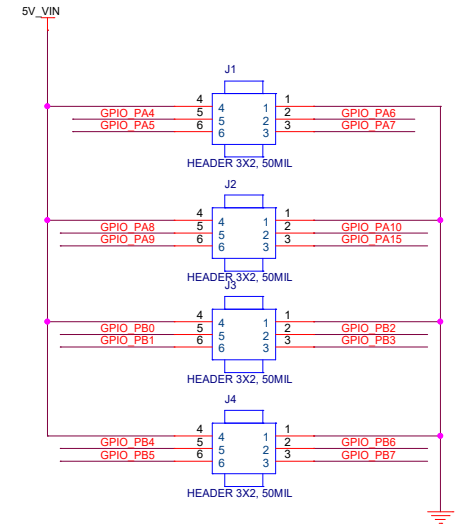 5V_VIN
J1
4 4 1 1
GPIO_PA4 5 5 2 2 GPIO_PA6
GPIO_PA5 6 6 3 3 GPIO_PA7
HEADER 3X2, 50MIL
J2
4 4 1 1
GPIO_PA8 5 5 2 2 GPIO_PA10
GPIO_PA9 6 6 3 3 GPIO_PA15
HEADER 3X2, 50MIL
J3
4 4 1 1
GPIO_PB0 5 5 2 2 GPIO_PB2
GPIO_PB1 6 6 3 3 GPIO_PB3
HEADER 3X2, 50MIL
J4
4 4 1 1
GPIO_PB4 5 5 2 2 GPIO_PB6
GPIO_PB5 6 6 3 3 GPIO_PB7
HEADER 3X2, 50MIL